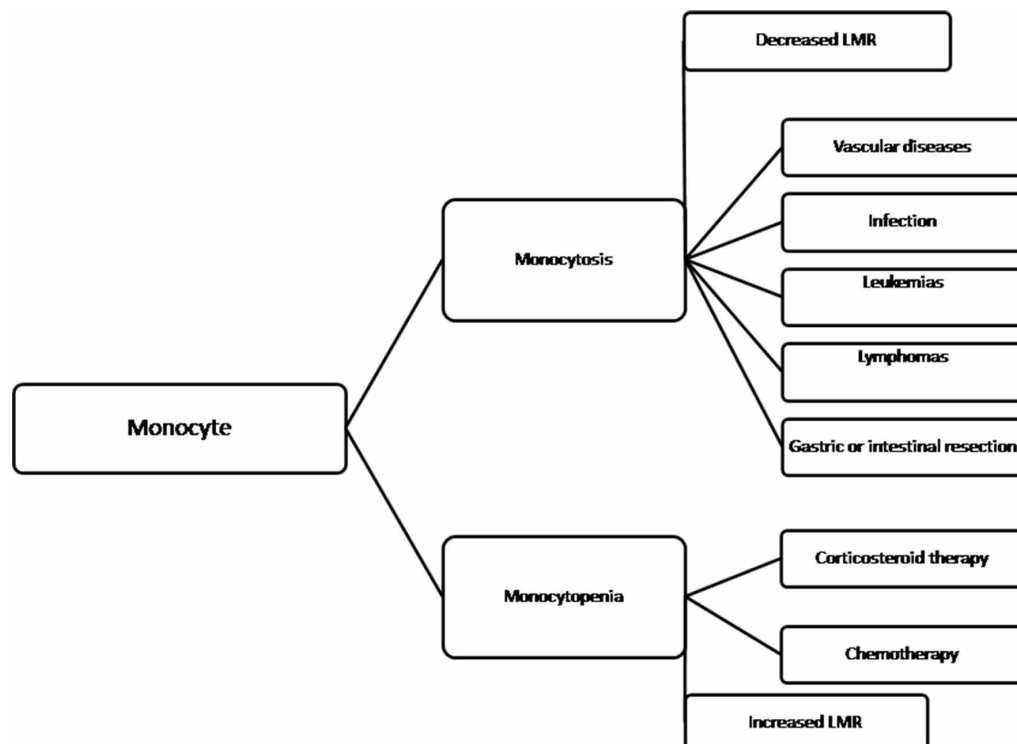 Decreased LMR
Vascular diseases
Infection
Monocytosis
Leukemias
Lymphomas
Monocyte
Gastric or intestinal resection
Corticosteroid therapy
Monocytopenia
Chemotherapy
Increased LMR